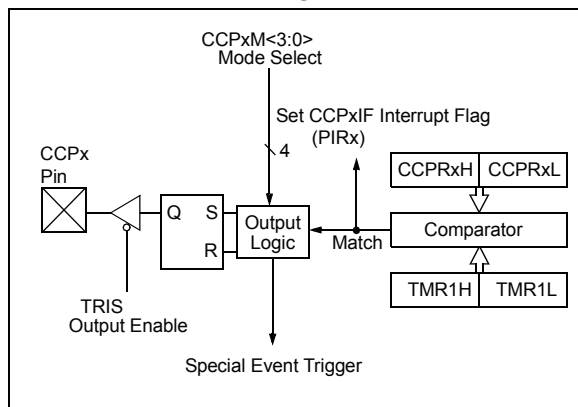 CCPxM<3:0>
Mode Select
Set CCPxIF Interrupt Flag
(PIRx)
4
CCPx
Pin
CCPRxH CCPRxL
Q S
R
Output
Logic
Match
Comparator
TRIS
Output Enable
TMR1H TMR1L
Special Event Trigger